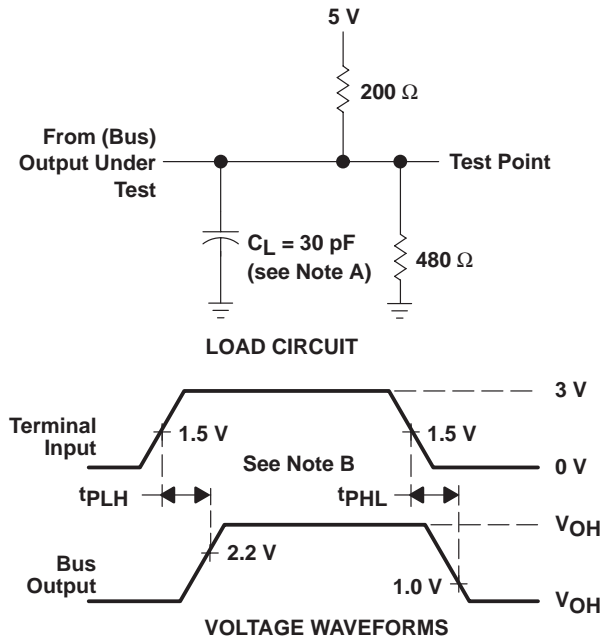 5 V
200 Ω
From (Bus)
Output Under
Test
Test Point
CL = 30 pF
(see Note A)
480 Ω
LOAD CIRCUIT
3 V
Terminal
Input
1.5 V
1.5 V
See Note B
0 V
tPLH
tPHL
VOH
Bus
Output
2.2 V
1.0 V
VOH
VOLTAGE WAVEFORMS